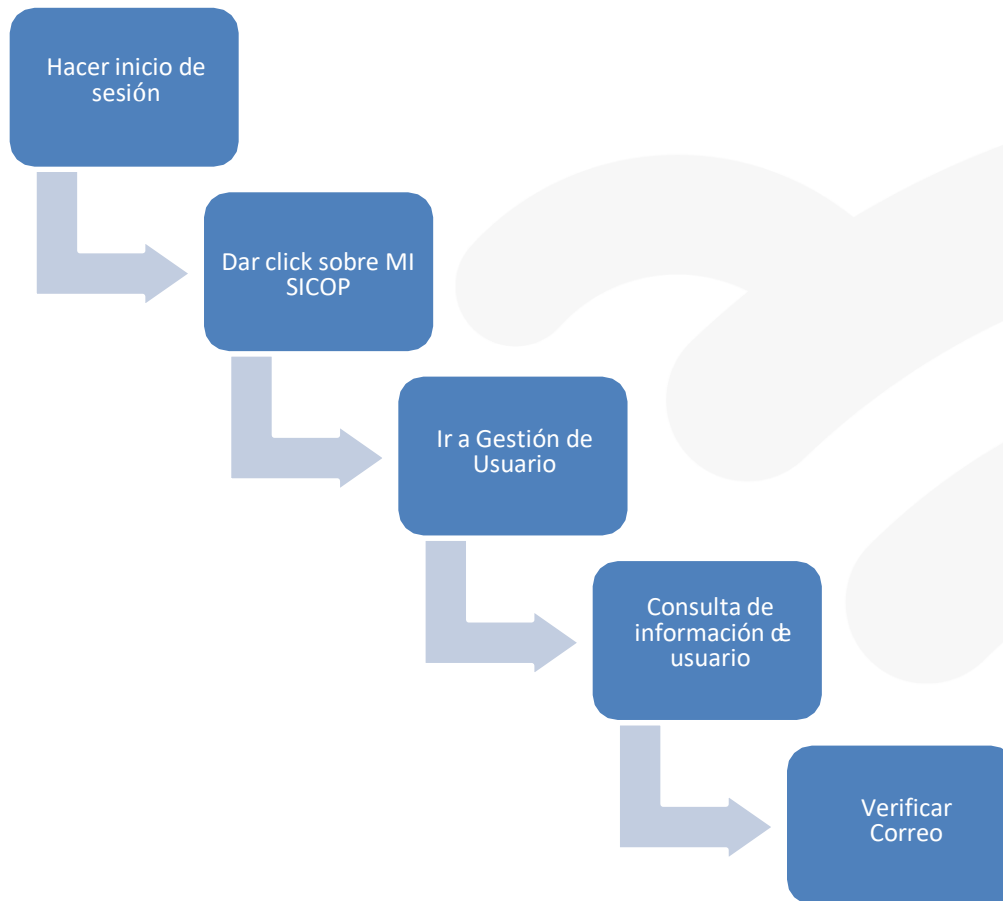 Hacer inicio de
sesión
Dar click sobre MI
SICOP
Ir a Gestión de
Usuario
Consulta de
información de
usuario
Verificar
Correo